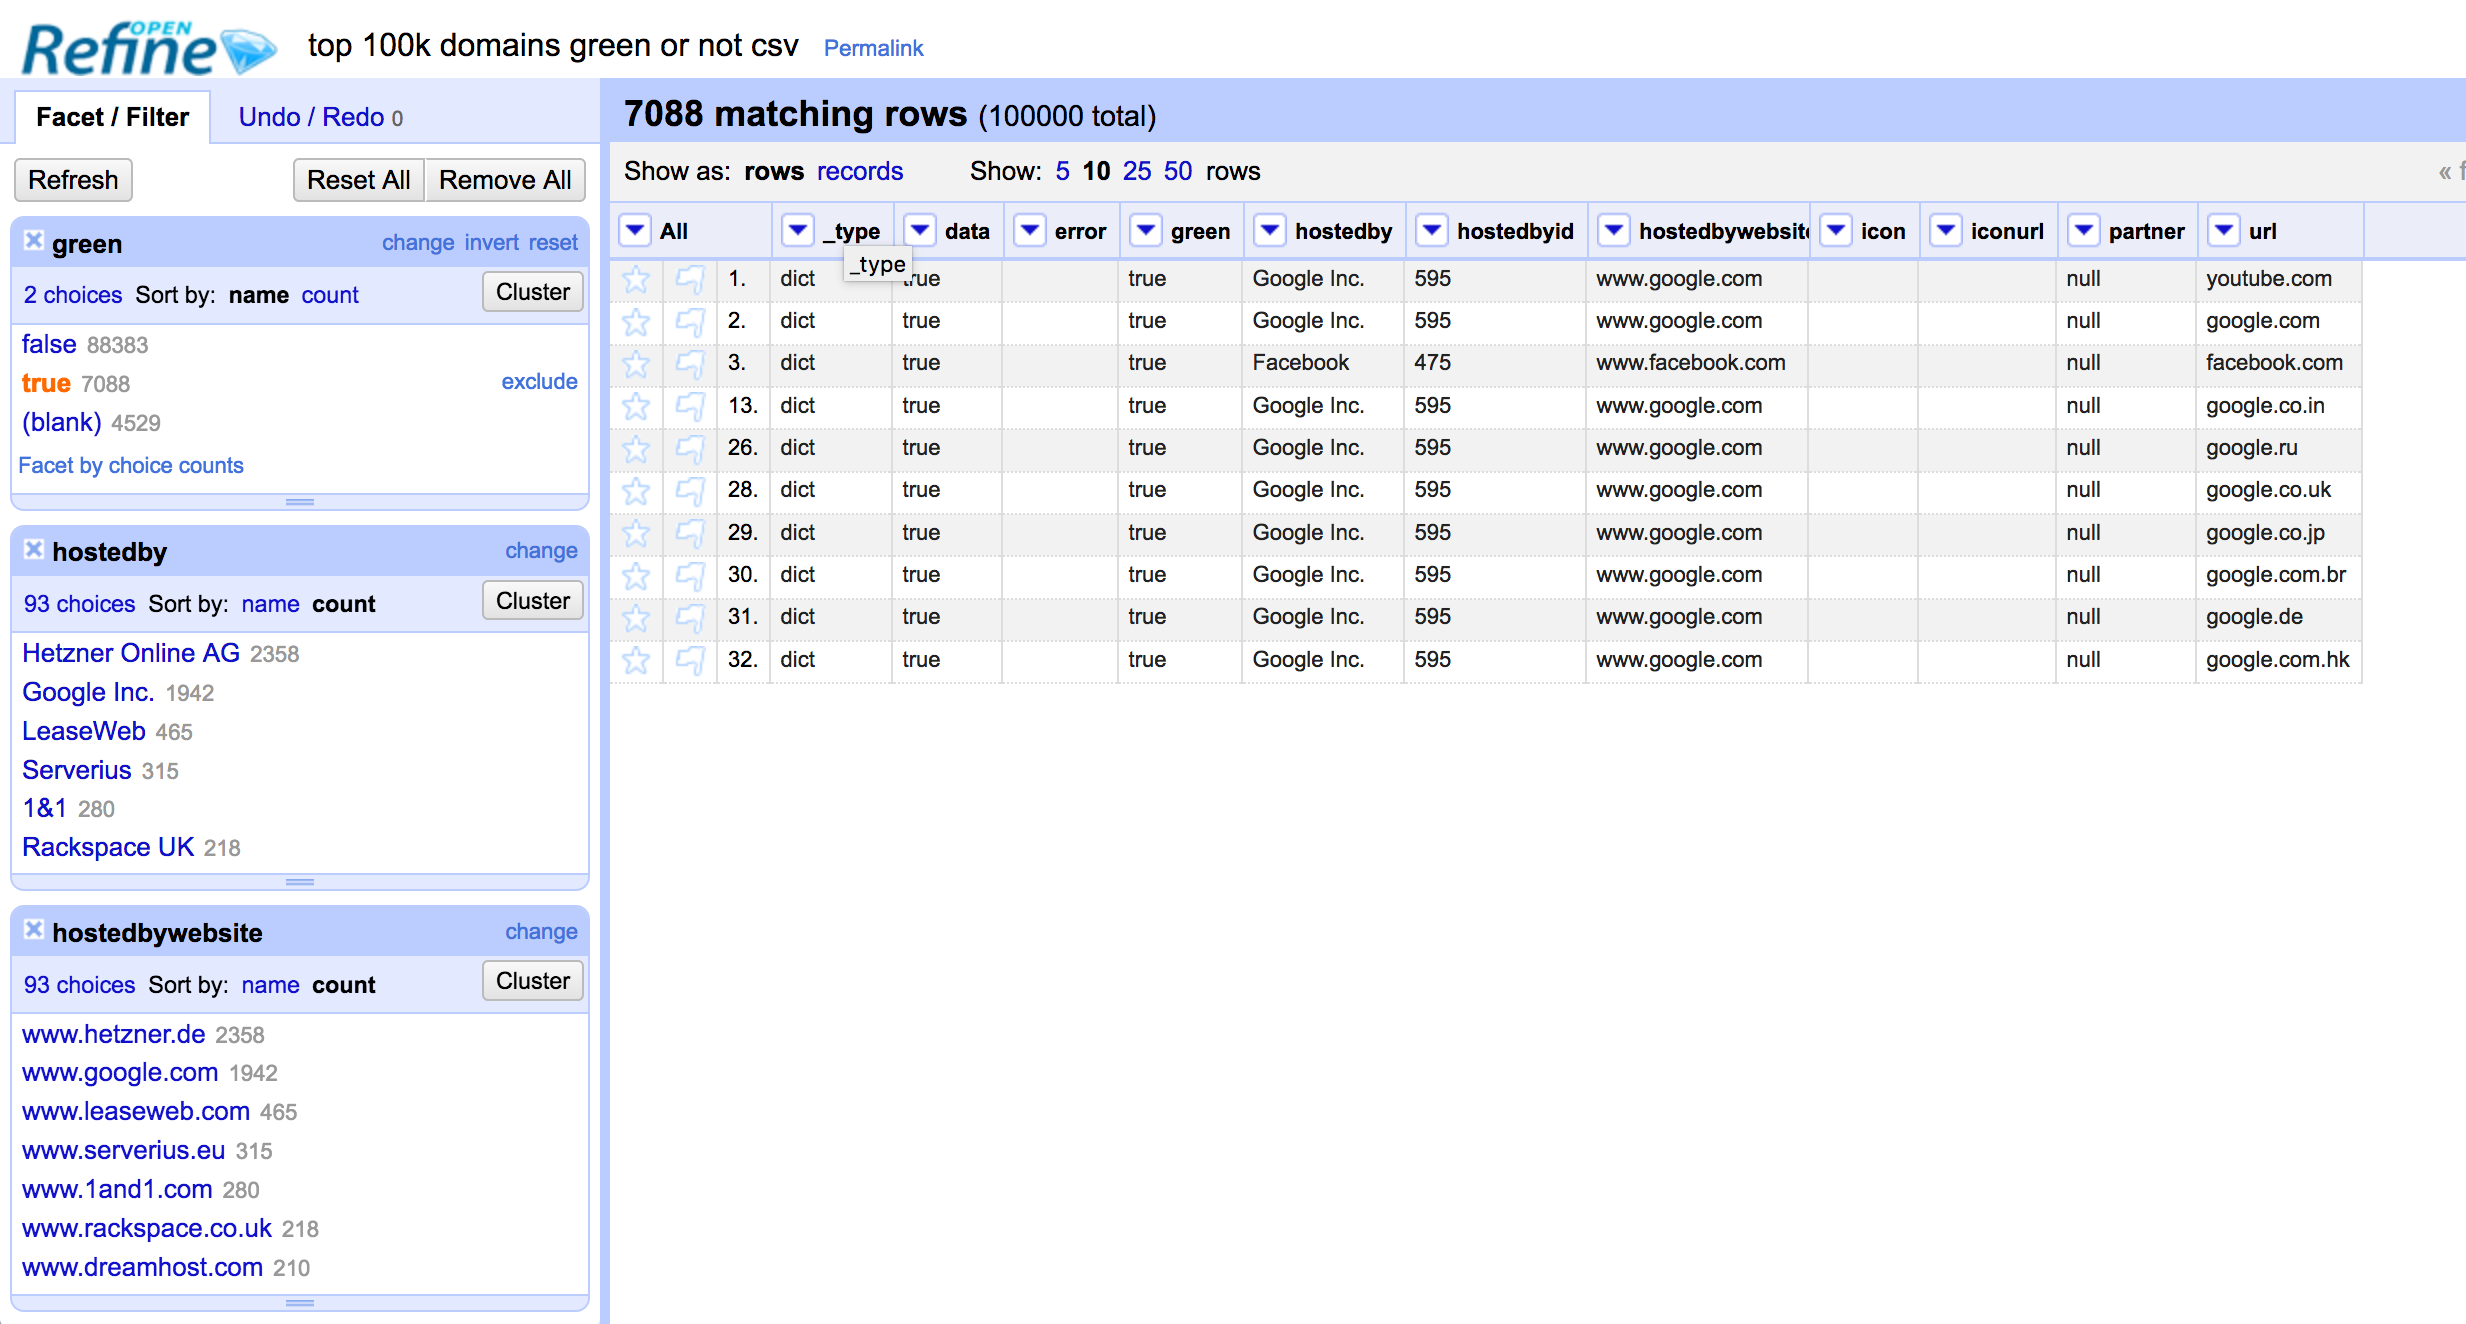 OPEN
Refine top 100k domains green or not csv Permalink
Facet / Filter Undo / Redo 0
Refresh Reset All Remove All
green change invert reset
2 choices Sort by: name count Cluster
false 88383
true 7088 exclude
(blank) 4529
Facet by choice counts
hostedby change
93 choices Sort by: name count Cluster
Hetzner Online AG 2358
Google Inc. 1942
LeaseWeb 465
Serverius 315
1&1 280
Rackspace UK 218
hostedbywebsite change
93 choices Sort by: name count Cluster
www.hetzner.de 2358
www.google.com 1942
www.leaseweb.com 465
www.serverius.eu 315
www.1and1.com 280
www.rackspace.co.uk 218
www.dreamhost.com 210
7088 matching rows (100000 total)
Show as: rows records Show: 5 10 25 50 rows « f
All _type data error green hostedby hostedbyid hostedbywebsite icon iconurl partner url
_type
1. dict true true Google Inc. 595 www.google.com null youtube.com
2. dict true true Google Inc. 595 www.google.com null google.com
3. dict true true Facebook 475 www.facebook.com null facebook.com
13. dict true true Google Inc. 595 www.google.com null google.co.in
26. dict true true Google Inc. 595 www.google.com null google.ru
28. dict true true Google Inc. 595 www.google.com null google.co.uk
29. dict true true Google Inc. 595 www.google.com null google.co.jp
30. dict true true Google Inc. 595 www.google.com null google.com.br
31. dict true true Google Inc. 595 www.google.com null google.de
32. dict true true Google Inc. 595 www.google.com null google.com.hk